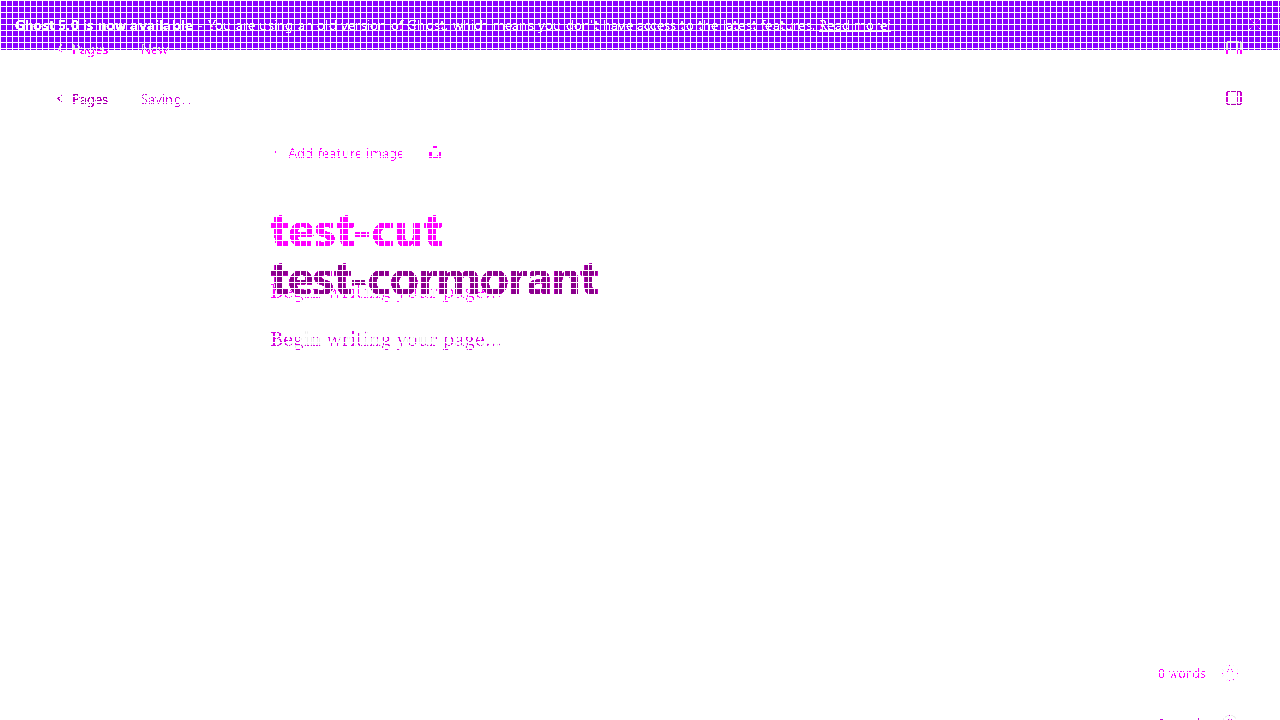 Ghost 5.0 is now available - You are using an old version of Ghost, which means you don't have access to the latest features. Read more
Pages New
Pages Saving...
Add feature image
test-cut
test-cormorant
Begin writing your page...
Begin writing your page...
0 words